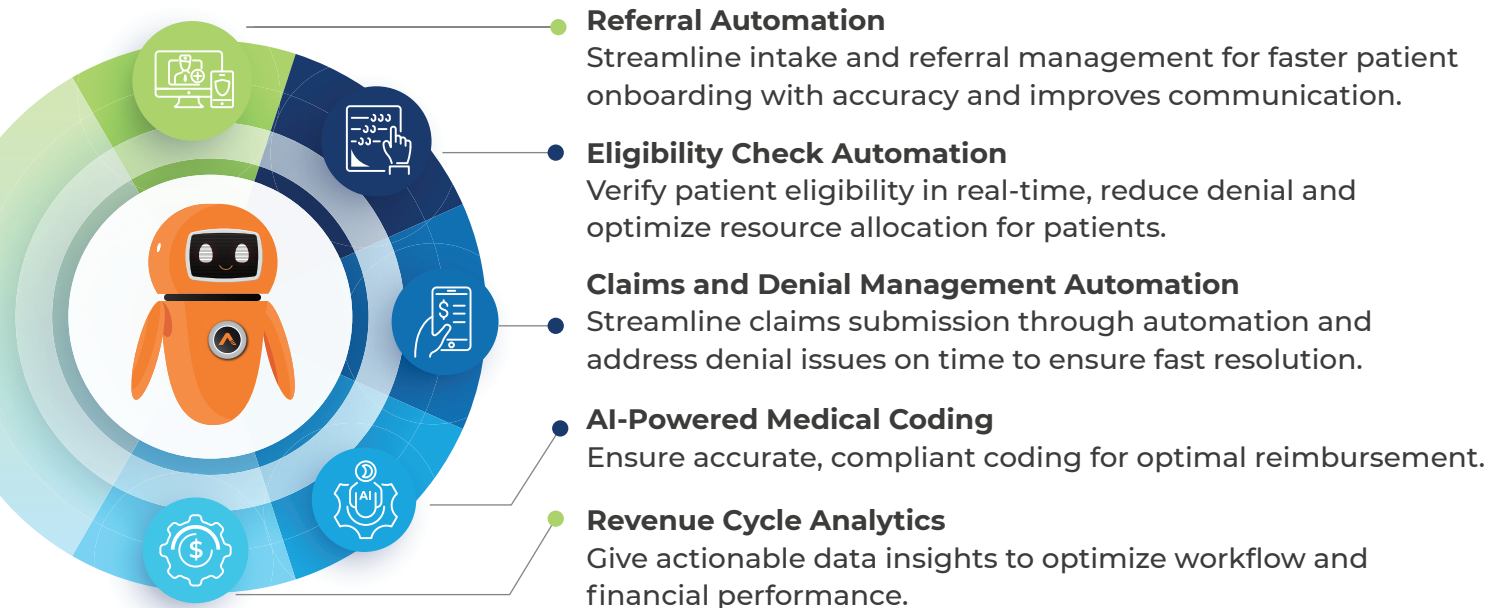 Referral Automation
Streamline intake and referral management for faster patient
onboarding with accuracy and improves communication.
Eligibility Check Automation
Verify patient eligibility in real-time, reduce denial and
optimize resource allocation for patients.
Claims and Denial Management Automation
Streamline claims submission through automation and
address denial issues on time to ensure fast resolution.
$
AI-Powered Medical Coding
Ensure accurate, compliant coding for optimal reimbursement.
AI
Revenue Cycle Analytics
Give actionable data insights to optimize workflow and
financial performance.
$